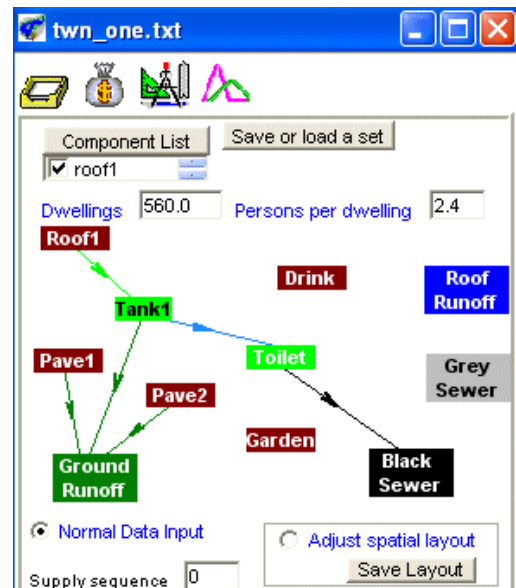 twn_one.txt
Component List
Save or load a set
roof1
Dwellings 560.0 Persons per dwelling 2.4
Roof1
Drink
Roof
Runoff
Tank1
Toilet
Pave1
Grey
Sewer
Pave2
Garden
Ground
Runoff
Black
Sewer
Normal Data Input
Adjust spatial layout
Supply sequence 0
Save Layout